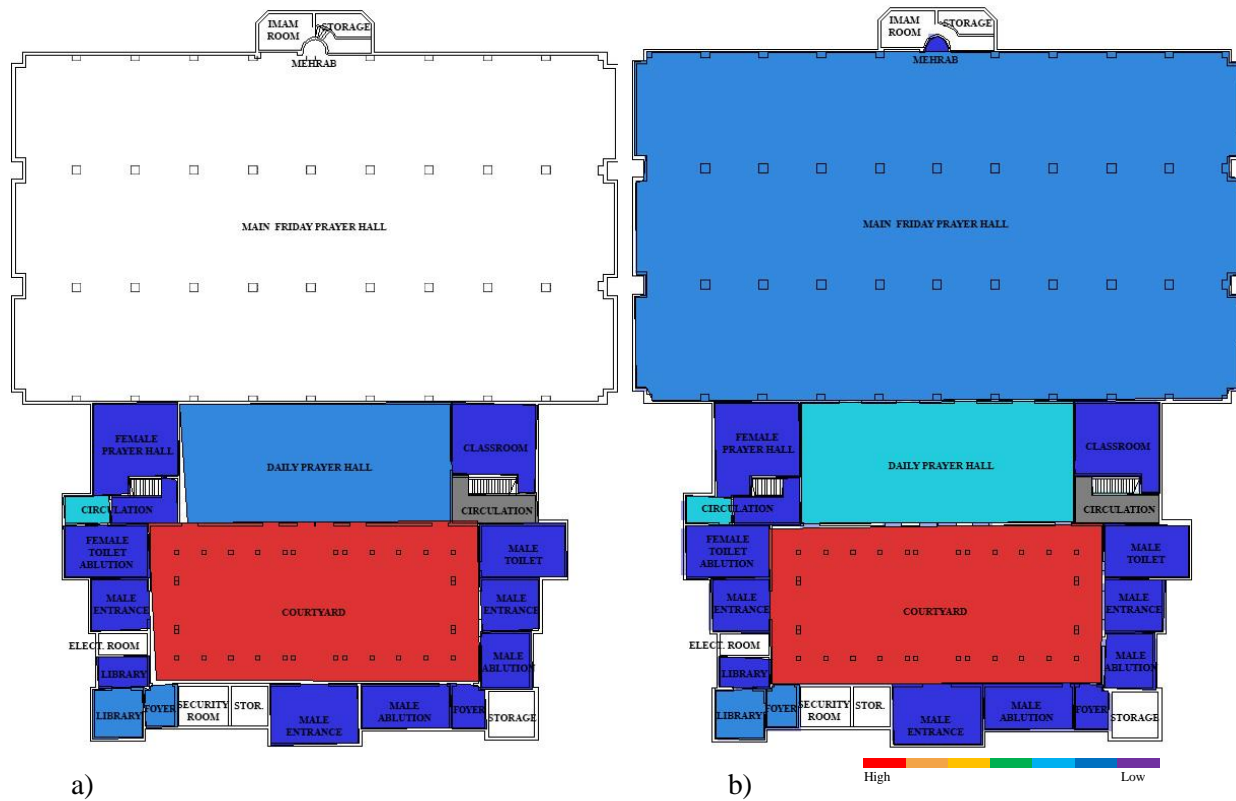 IMAM
ROOM
STORAGE
MEHRAB
MAIN FRIDAY PRAYER HALL
FEMALE
PRAYER HALL
DAILY PRAYER HALL
CLASSROOM
CIRCULATION
CIRCULATION
FEMALE
TOILET
ABLUTION
MALE
TOILET
MALE
ENTRANCE
COURTYARD
MALE
ENTRANCE
ELECT. ROOM
LIBRARY
MALE
ABLUTION
LIBRARY
FOYER
SECURITY
ROOM
STOR.
MALE
ENTRANCE
MALE
ABLUTION
FOYER
STORAGE
a)
IMAM
ROOM
STORAGE
MEHRAB
MAIN FRIDAY PRAYER HALL
FEMALE
PRAYER HALL
DAILY PRAYER HALL
CLASSROOM
CIRCULATION
CIRCULATION
FEMALE
TOILET
ABLUTION
MALE
TOILET
MALE
ENTRANCE
COURTYARD
MALE
ENTRANCE
ELECT. ROOM
LIBRARY
MALE
ABLUTION
LIBRARY
FOYER
SECURITY
ROOM
STOR.
MALE
ENTRANCE
MALE
ABLUTION
FOYER
STORAGE
b)
High
Low